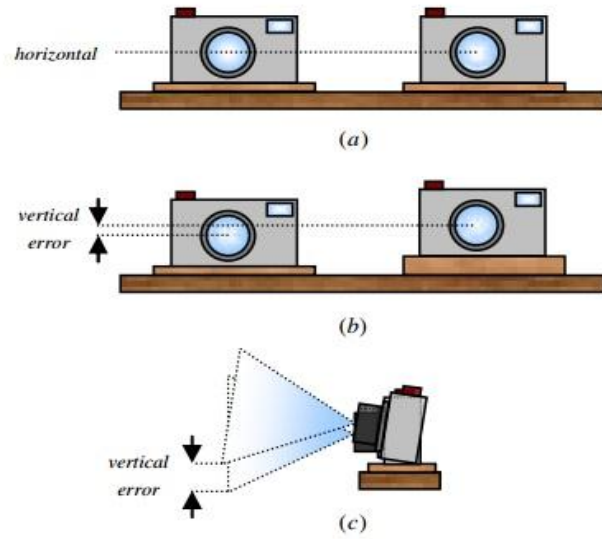 horizontal
(a)
vertical
error
(b)
vertical
error
(c)